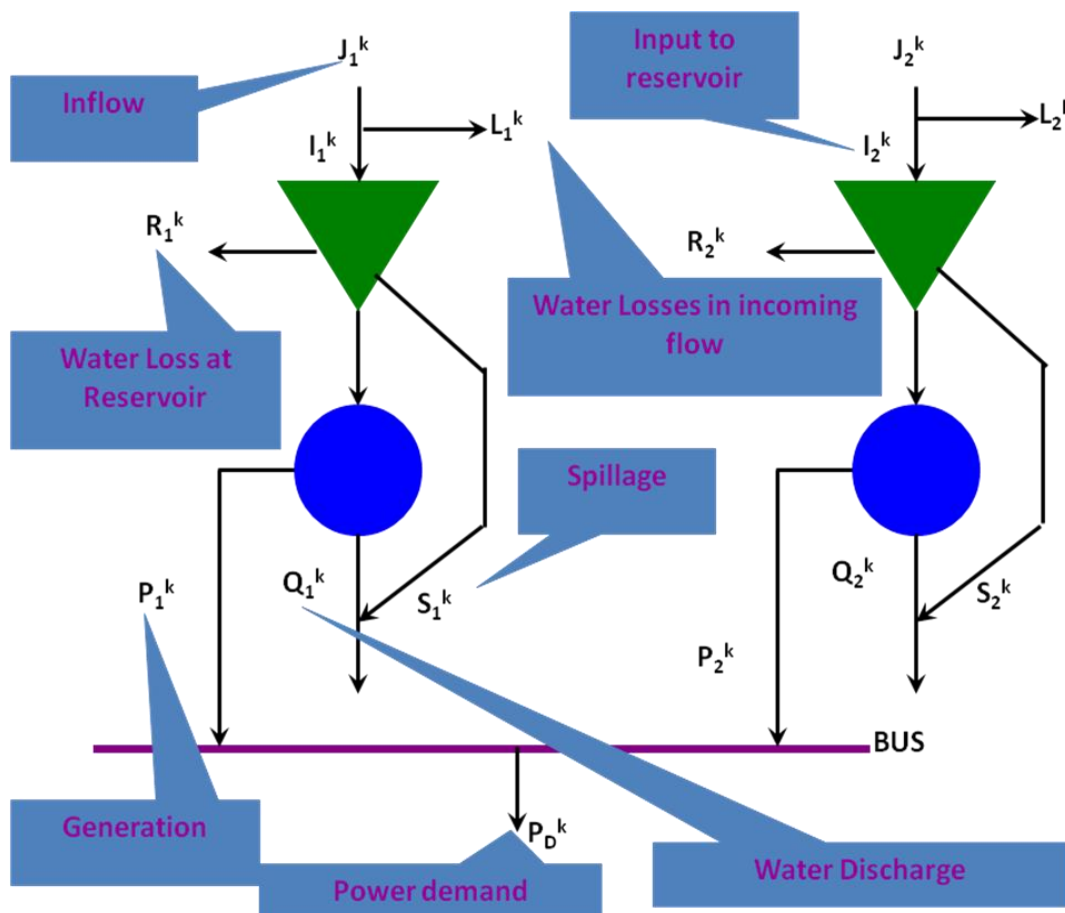 J₁ᵏ
Input to
reservoir
J₂ᵏ
Inflow
L₁ᵏ
L₂ᵏ
I₁ᵏ
I₂ᵏ
R₁ᵏ
R₂ᵏ
Water Losses in incoming
flow
Water Loss at
Reservoir
Spillage
P₁ᵏ
Q₁ᵏ
S₁ᵏ
Q₂ᵏ
S₂ᵏ
P₂ᵏ
BUS
Generation
P_Dᵏ
Water Discharge
Power demand